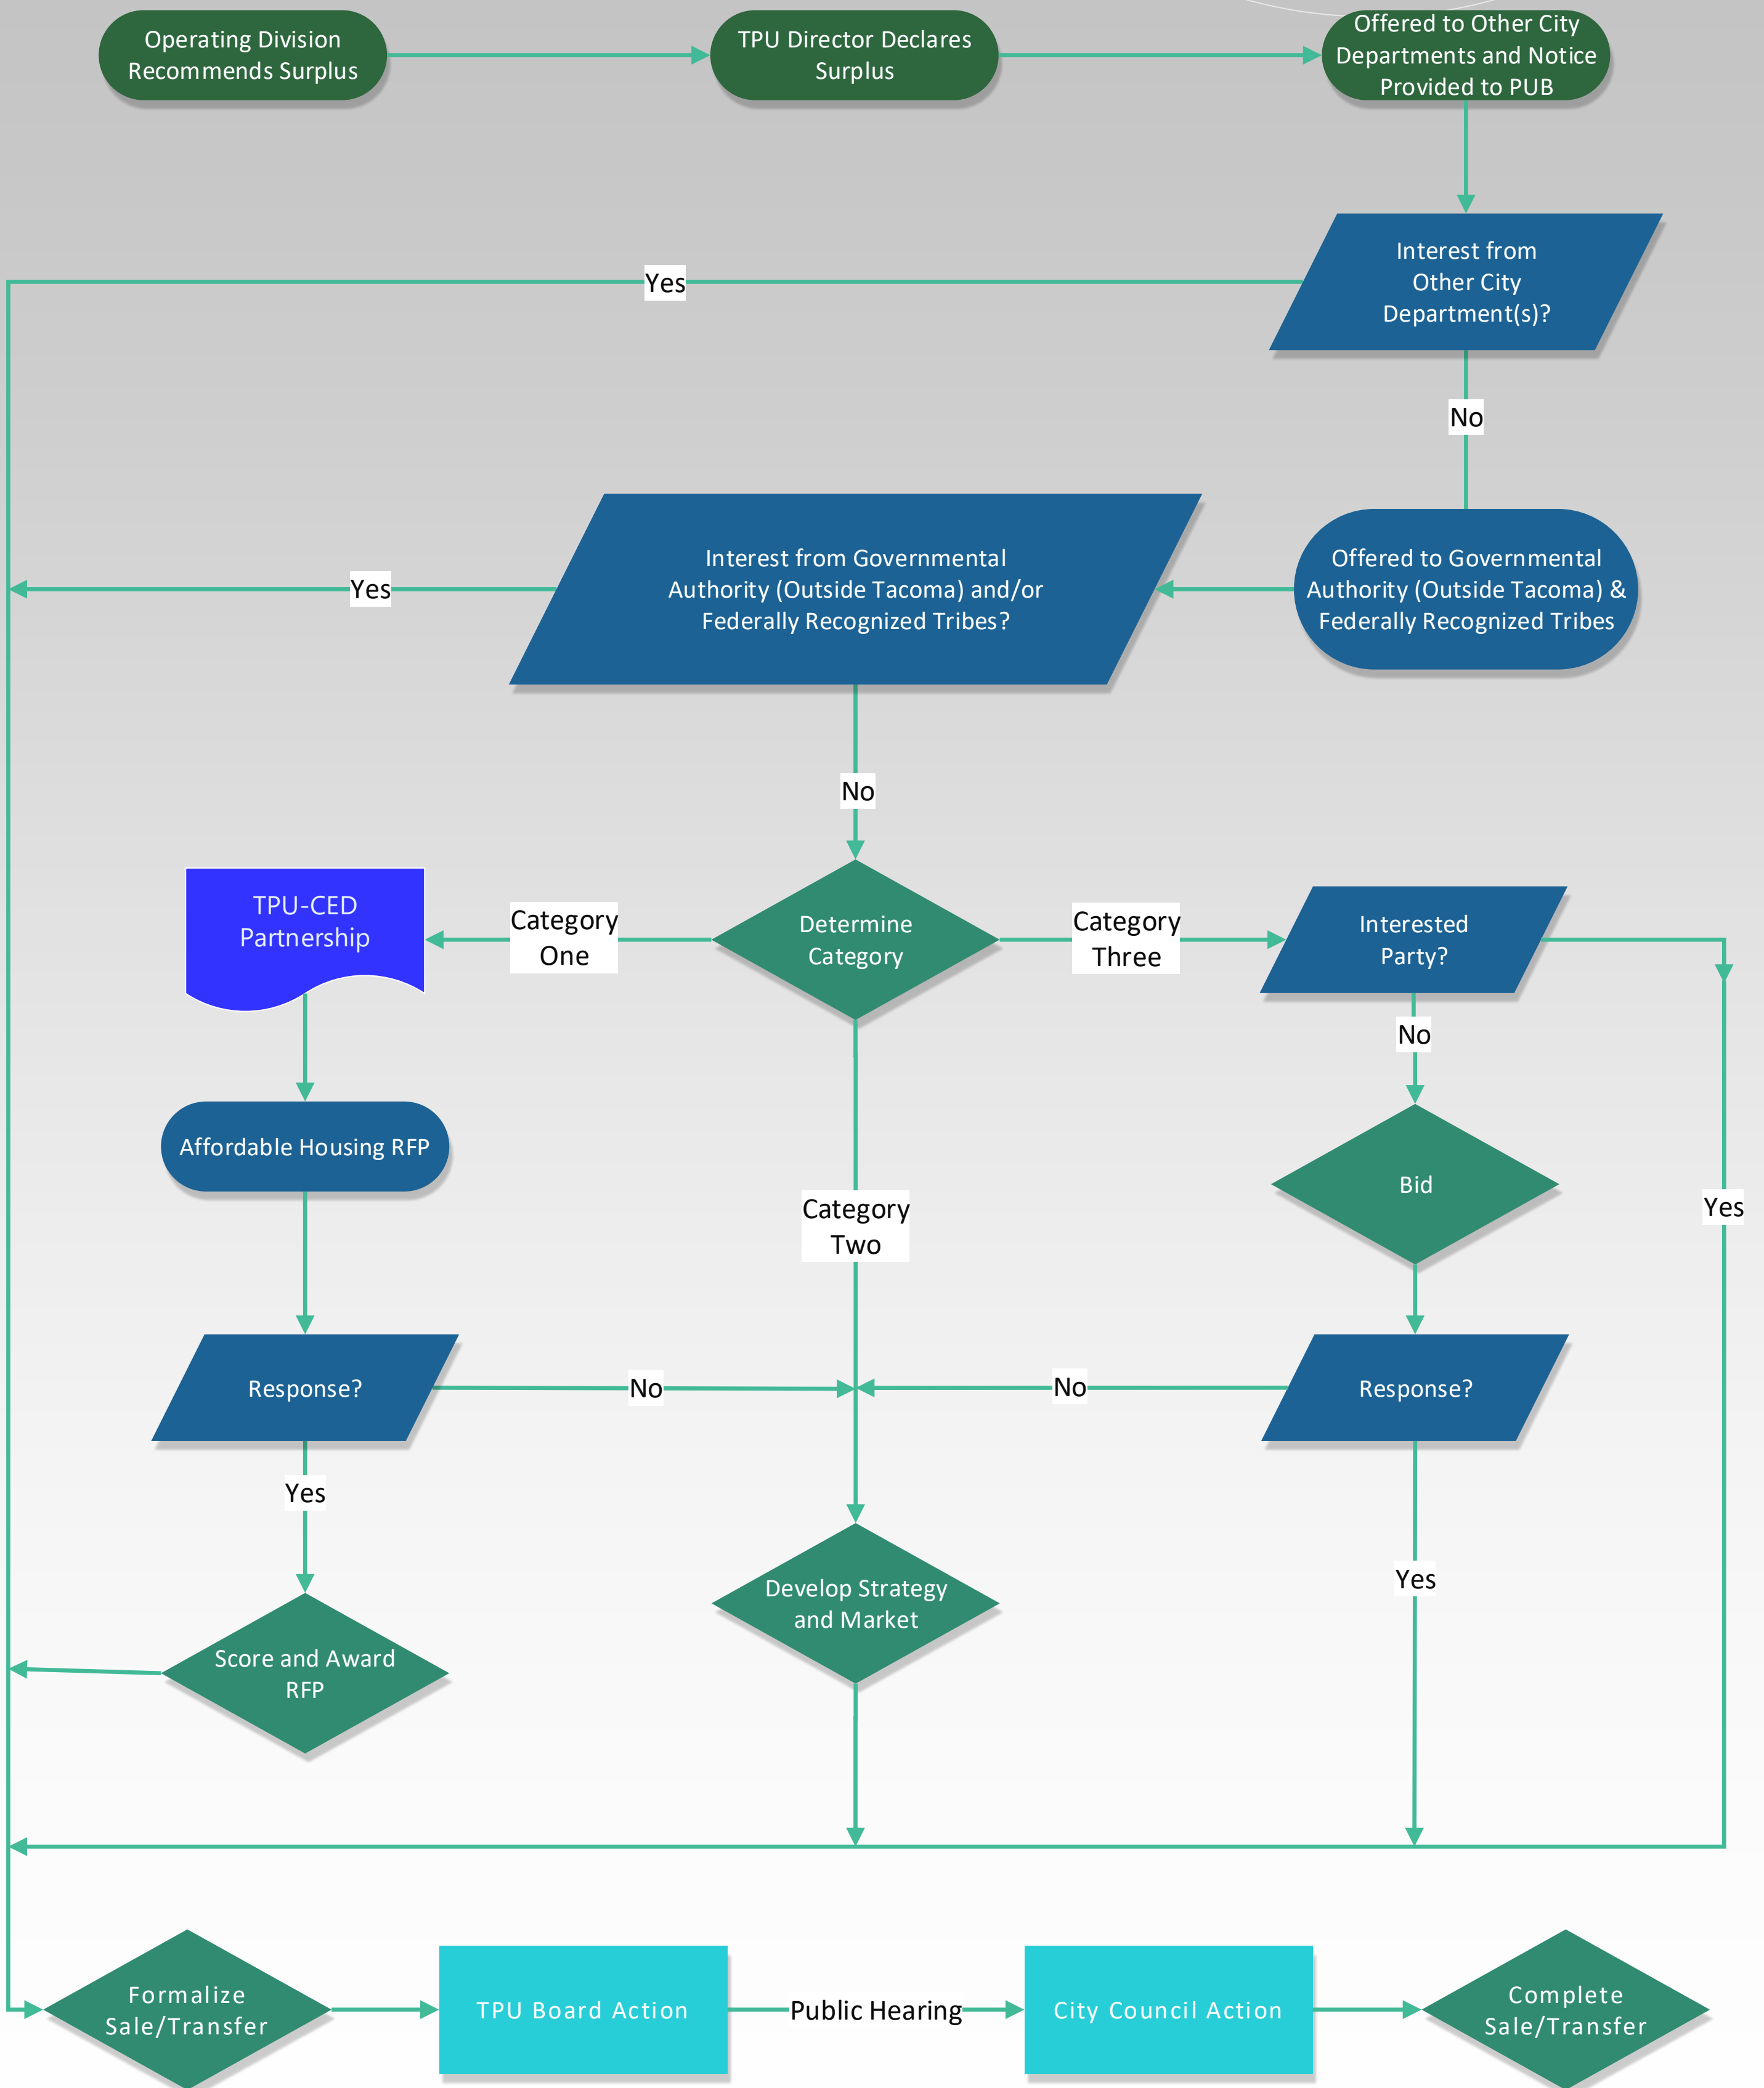 Operating Division
Recommends Surplus
TPU Director Declares
Surplus
Offered to Other City
Departments and Notice
Provided to PUB
Interest from
Other City
Department(s)?
Yes
No
Interest from Governmental
Authority (Outside Tacoma) and/or
Federally Recognized Tribes?
Offered to Governmental
Authority (Outside Tacoma) &
Federally Recognized Tribes
Yes
No
TPU-CED
Partnership
Category
One
Determine
Category
Category
Three
Interested
Party?
No
Affordable Housing RFP
Category
Two
Bid
Yes
Response?
No
No
Response?
Yes
Yes
Develop Strategy
and Market
Score and Award
RFP
Formalize
Sale/Transfer
TPU Board Action
Public Hearing
City Council Action
Complete
Sale/Transfer